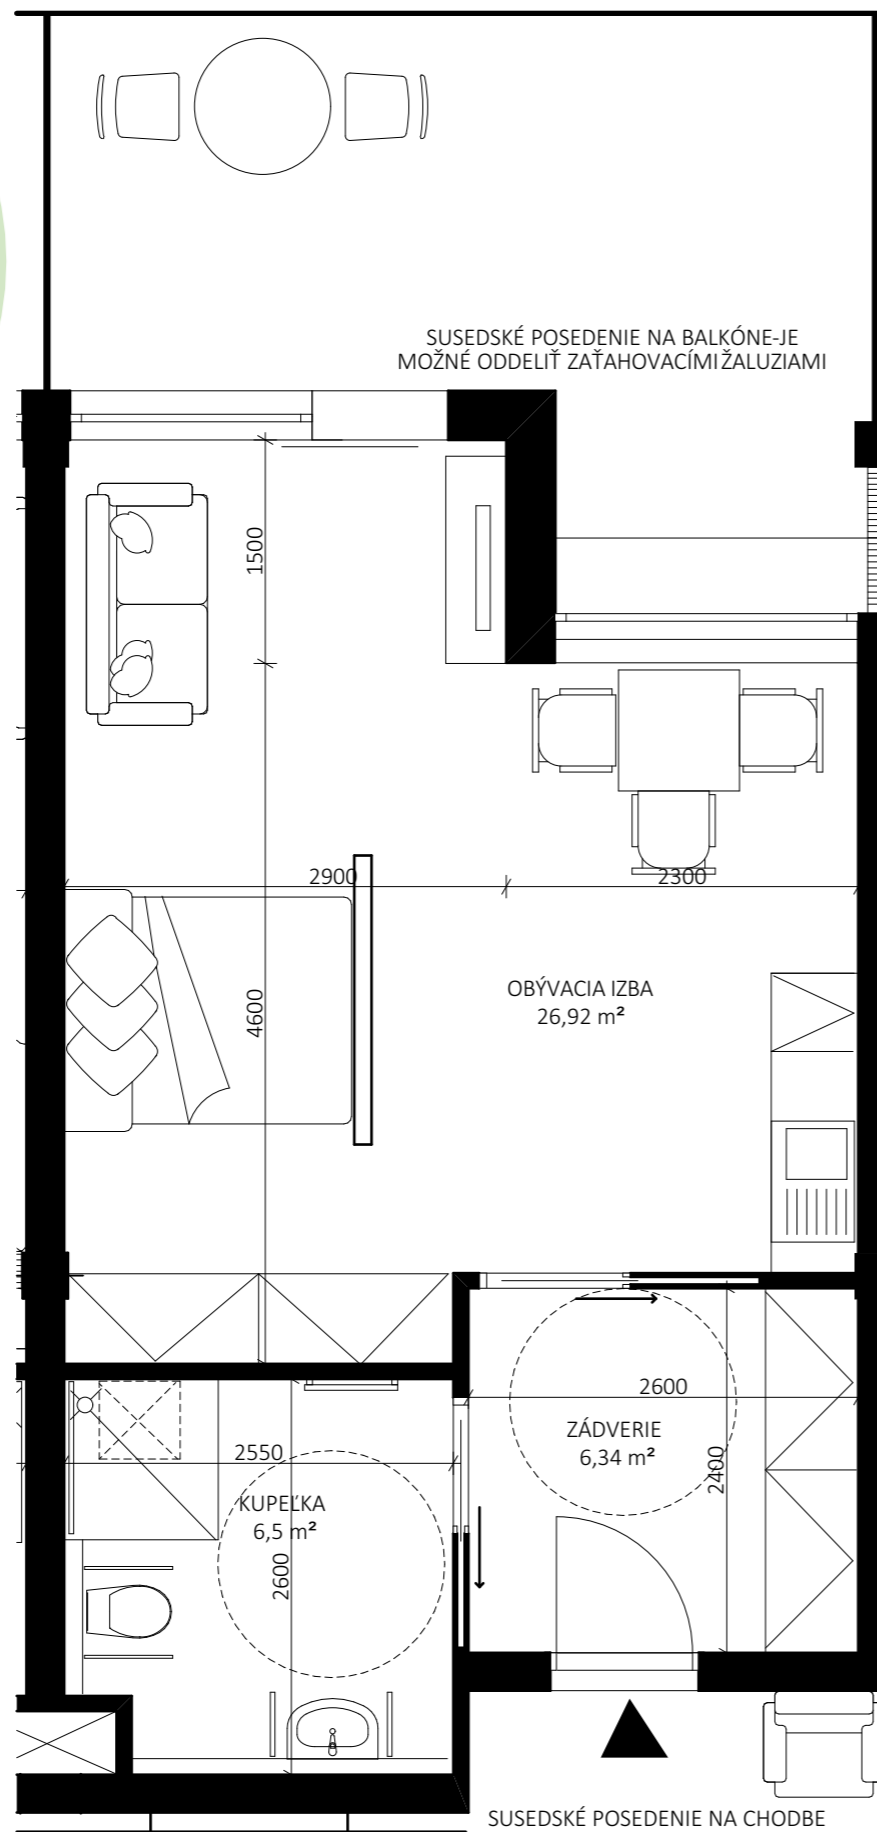 SUSEDSKÉ POSEDENIE NA BALKÓNE-JE
MOŽNÉ ODDELIŤ ZAŤAHOVACÍMI ŽALUZIAMI
1500
2900
2300
4600
OBÝVACIA IZBA
26,92 m²
2600
ZÁDVERIE
6,34 m²
2400
2550
KUPEĽKA
6,5 m²
2600
SUSEDSKÉ POSEDENIE NA CHODBE